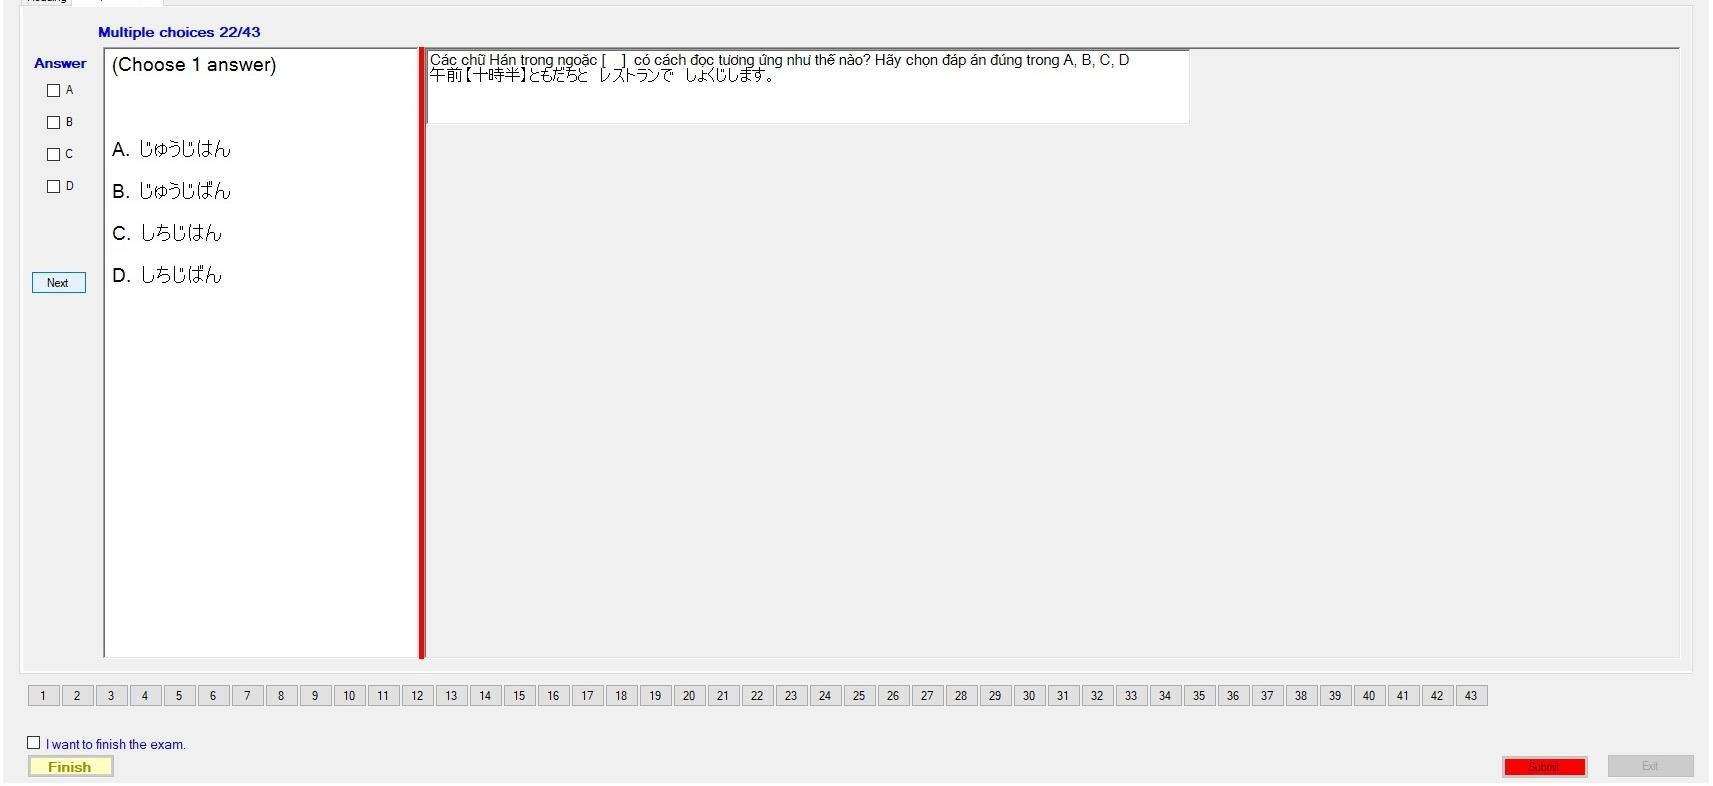 Multiple choices 22/43
Answer
A
B
C
D
Next
(Choose 1 answer)
A. じゅうじはん
B. じゅうじばん
C. しちじはん
D. しちじばん
Các chữ Hán trong ngoặc [ _ ] có cách đọc tương ứng như thế nào? Hãy chọn đáp án đúng trong A, B, C, D
午前【十時半】ともだちと レストランで しょくじします。
1 2 3 4 5 6 7 8 9 10 11 12 13 14 15 16 17 18 19 20 21 22 23 24 25 26 27 28 29 30 31 32 33 34 35 36 37 38 39 40 41 42 43
I want to finish the exam.
Finish
Submit
Exit